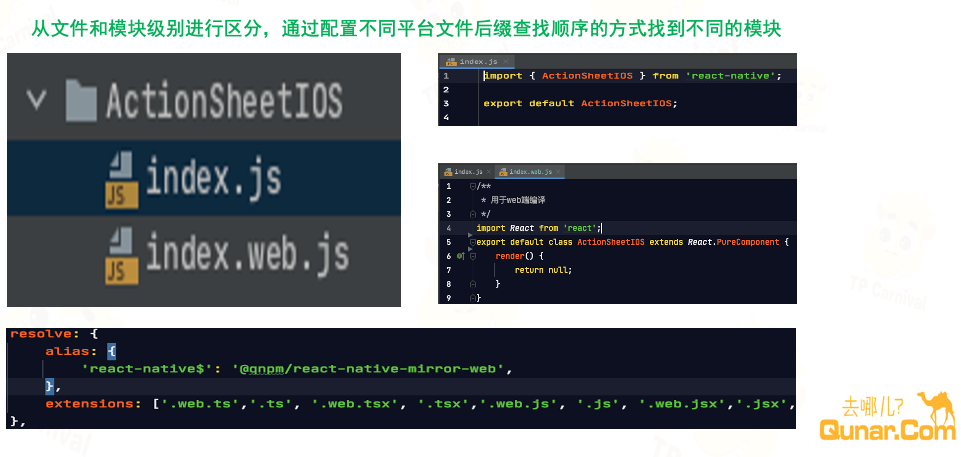 从文件和模块级别进行区分，通过配置不同平台文件后缀查找顺序的方式找到不同的模块
ActionSheetIOS
JS index.js
JS index.web.js
index.js
1 import { ActionSheetIOS } from 'react-native';
2
3 export default ActionSheetIOS;
4
index.js index.web.js
1 /**
2 * 用于web端编译
3 */
4 import React from 'react';
5 export default class ActionSheetIOS extends React.PureComponent {
6 render() {
7 return null;
8 }
9 }
resolve: {
alias: {
'react-native$': '@qnpm/react-native-mirror-web',
},
extensions: ['.web.ts','.ts', '.web.tsx', '.tsx','.web.js', '.js', '.web.jsx','.jsx',
},
TP Carnival
去哪儿?
Qunar.Com